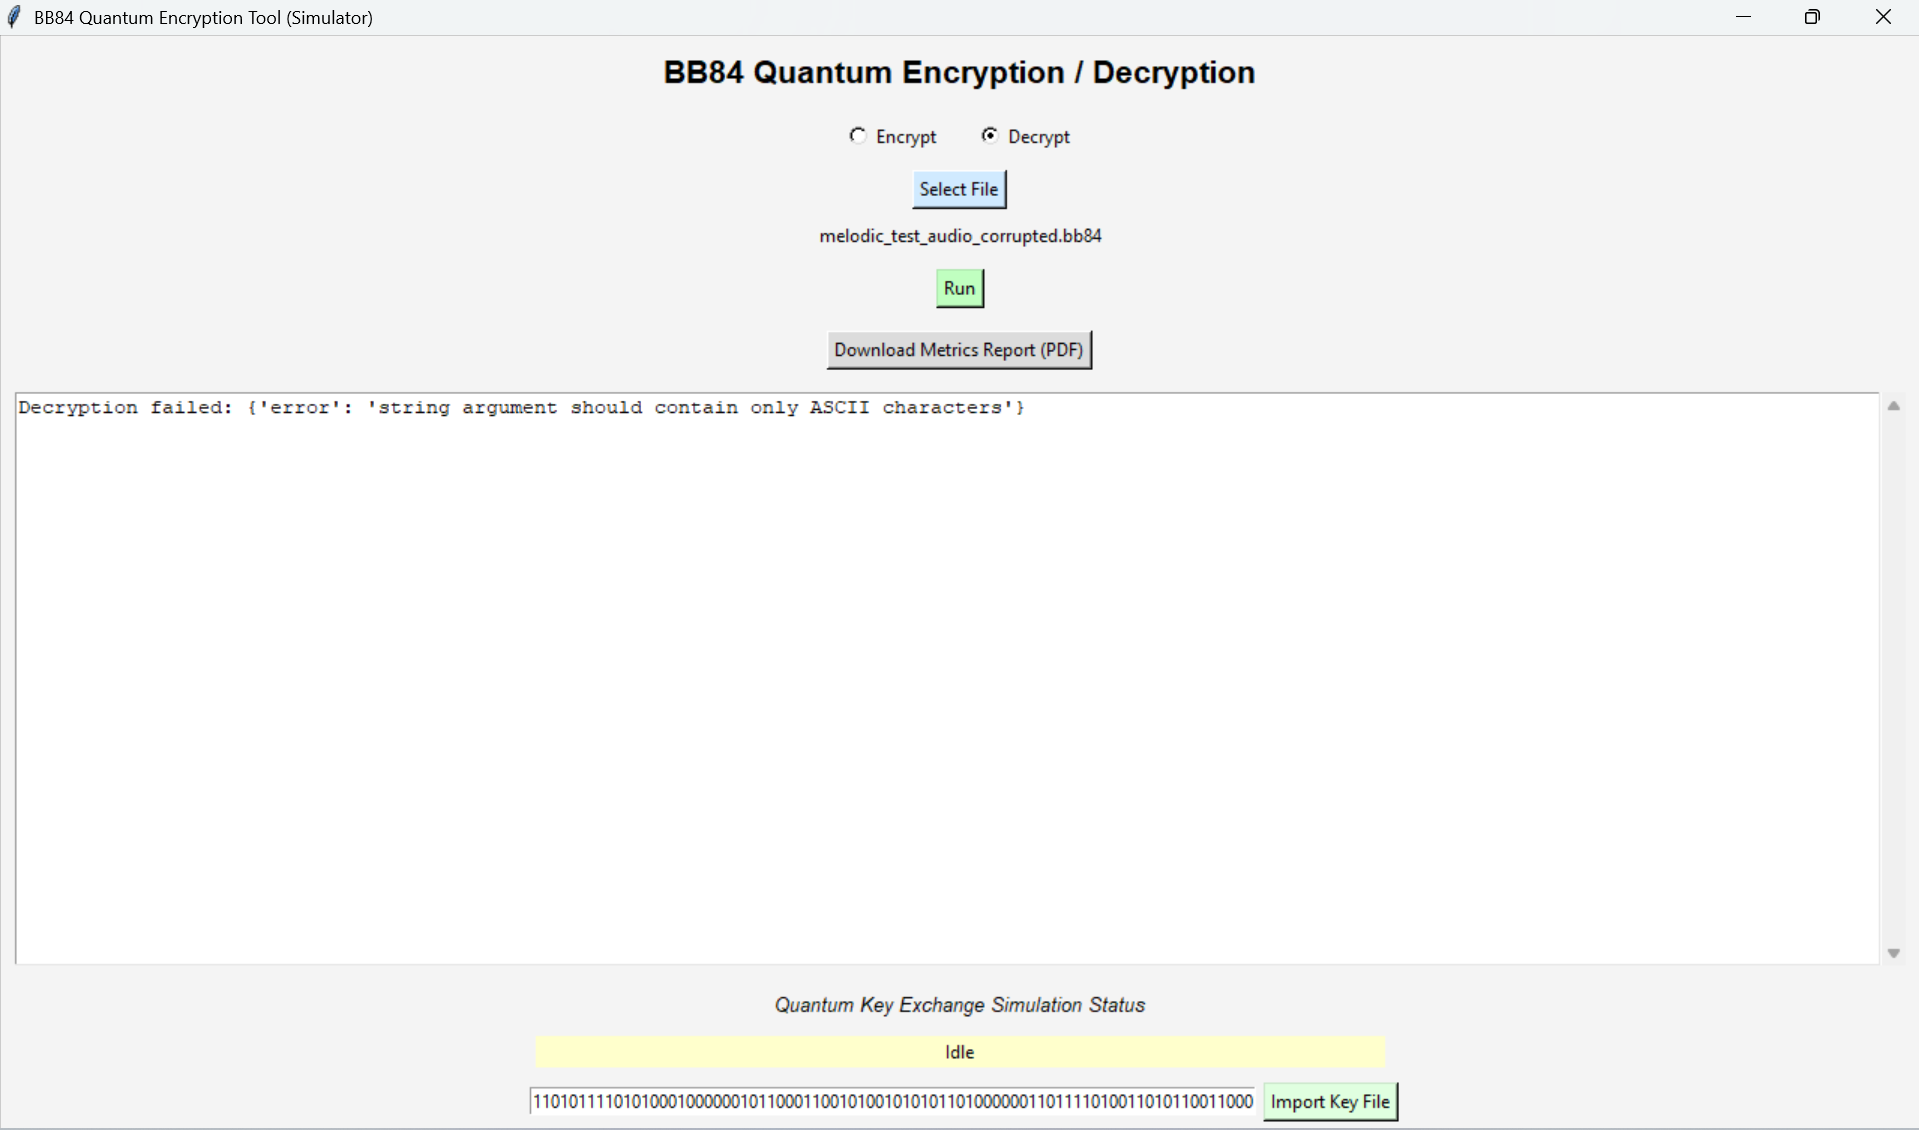 BB84 Quantum Encryption Tool (Simulator)
BB84 Quantum Encryption / Decryption
Encrypt Decrypt
Select File
melodic_test_audio_corrupted.bb84
Run
Download Metrics Report (PDF)
Decryption failed: {'error': 'string argument should contain only ASCII characters'}
Quantum Key Exchange Simulation Status
Idle
Import Key File